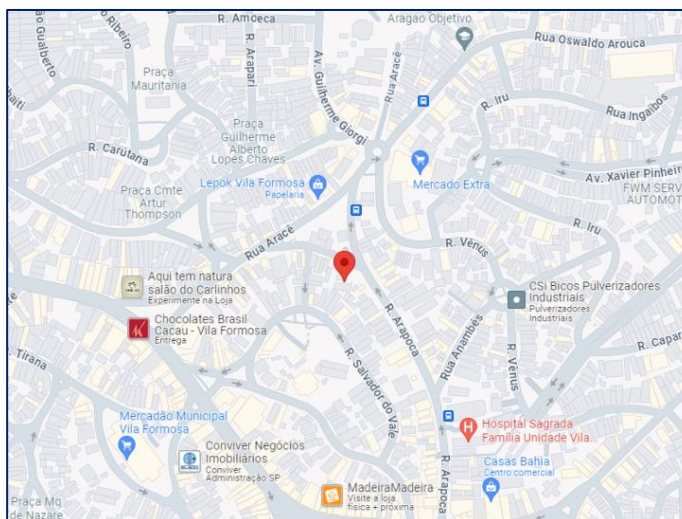 R. Amoeca
Aragão Objetivo
Rua Oswaldo Arouca
ão Gualberto
o Ribeiro
R. Arapari
Av. Guilherme Giorgi
Rua Aracê
Praça
Mauritania
R. Iru
Rua Ingaibos
Praça
Guilherme
Alberto
Lopes Chaves
R. Carutana
Lepok Vila Formosa
Papelaria
Mercado Extra
Av. Xavier Pinheir
FWM SERV
AUTOMOT
Praça Cmte.
Artur
Thompson
Rua Aracê
R. Vênus
R. Iru
Aqui tem natura
salão do Carlinhos
Experimente na Loja
CSi Bicos Pulverizadores
Industriais
Pulverizadores
Industriais
Chocolates Brasil
Cacau - Vila Formosa
Entrega
R. Arapoca
Rua Anambés
R. Vênus
R. Capar
R. Tirana
R. Salvador do Vale
Mercadão Municipal
Vila Formosa
Hospital Sagrada
Família Unidade Vila...
Conviver Negócios
Imobiliários
Conviver
Administração SP
Casas Bahia
Centro comercial
R. Arapoca
MadeiraMadeira
Visite a loja
física + próxima
Praça Mq
de Nazare